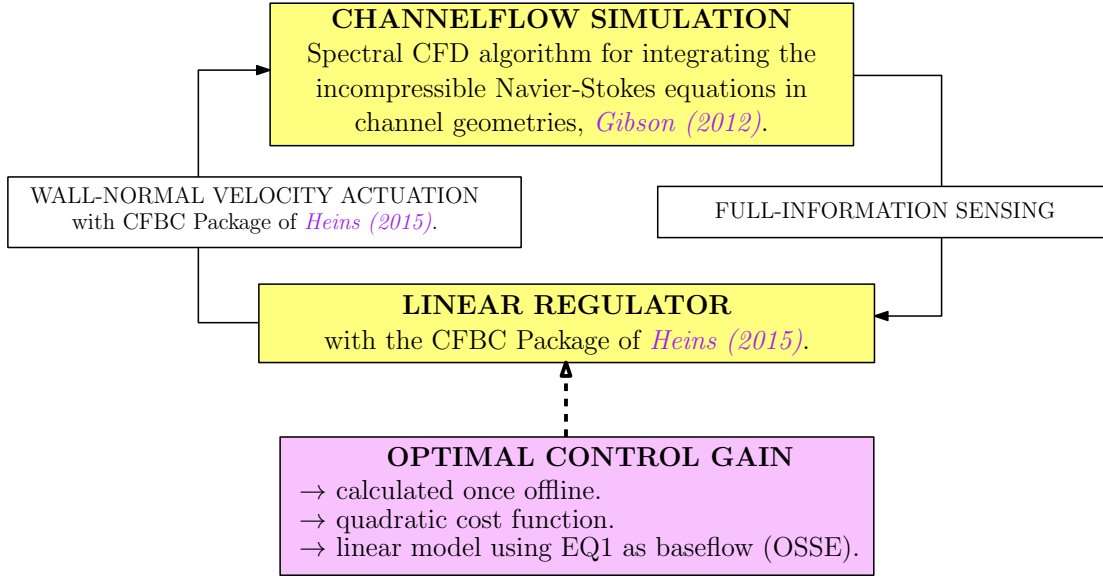 CHANNELFLOW SIMULATION
Spectral CFD algorithm for integrating the
incompressible Navier-Stokes equations in
channel geometries, Gibson (2012).
WALL-NORMAL VELOCITY ACTUATION
with CFBC Package of Heins (2015).
FULL-INFORMATION SENSING
LINEAR REGULATOR
with the CFBC Package of Heins (2015).
OPTIMAL CONTROL GAIN
→ calculated once offline.
→ quadratic cost function.
→ linear model using EQ1 as baseflow (OSSE).